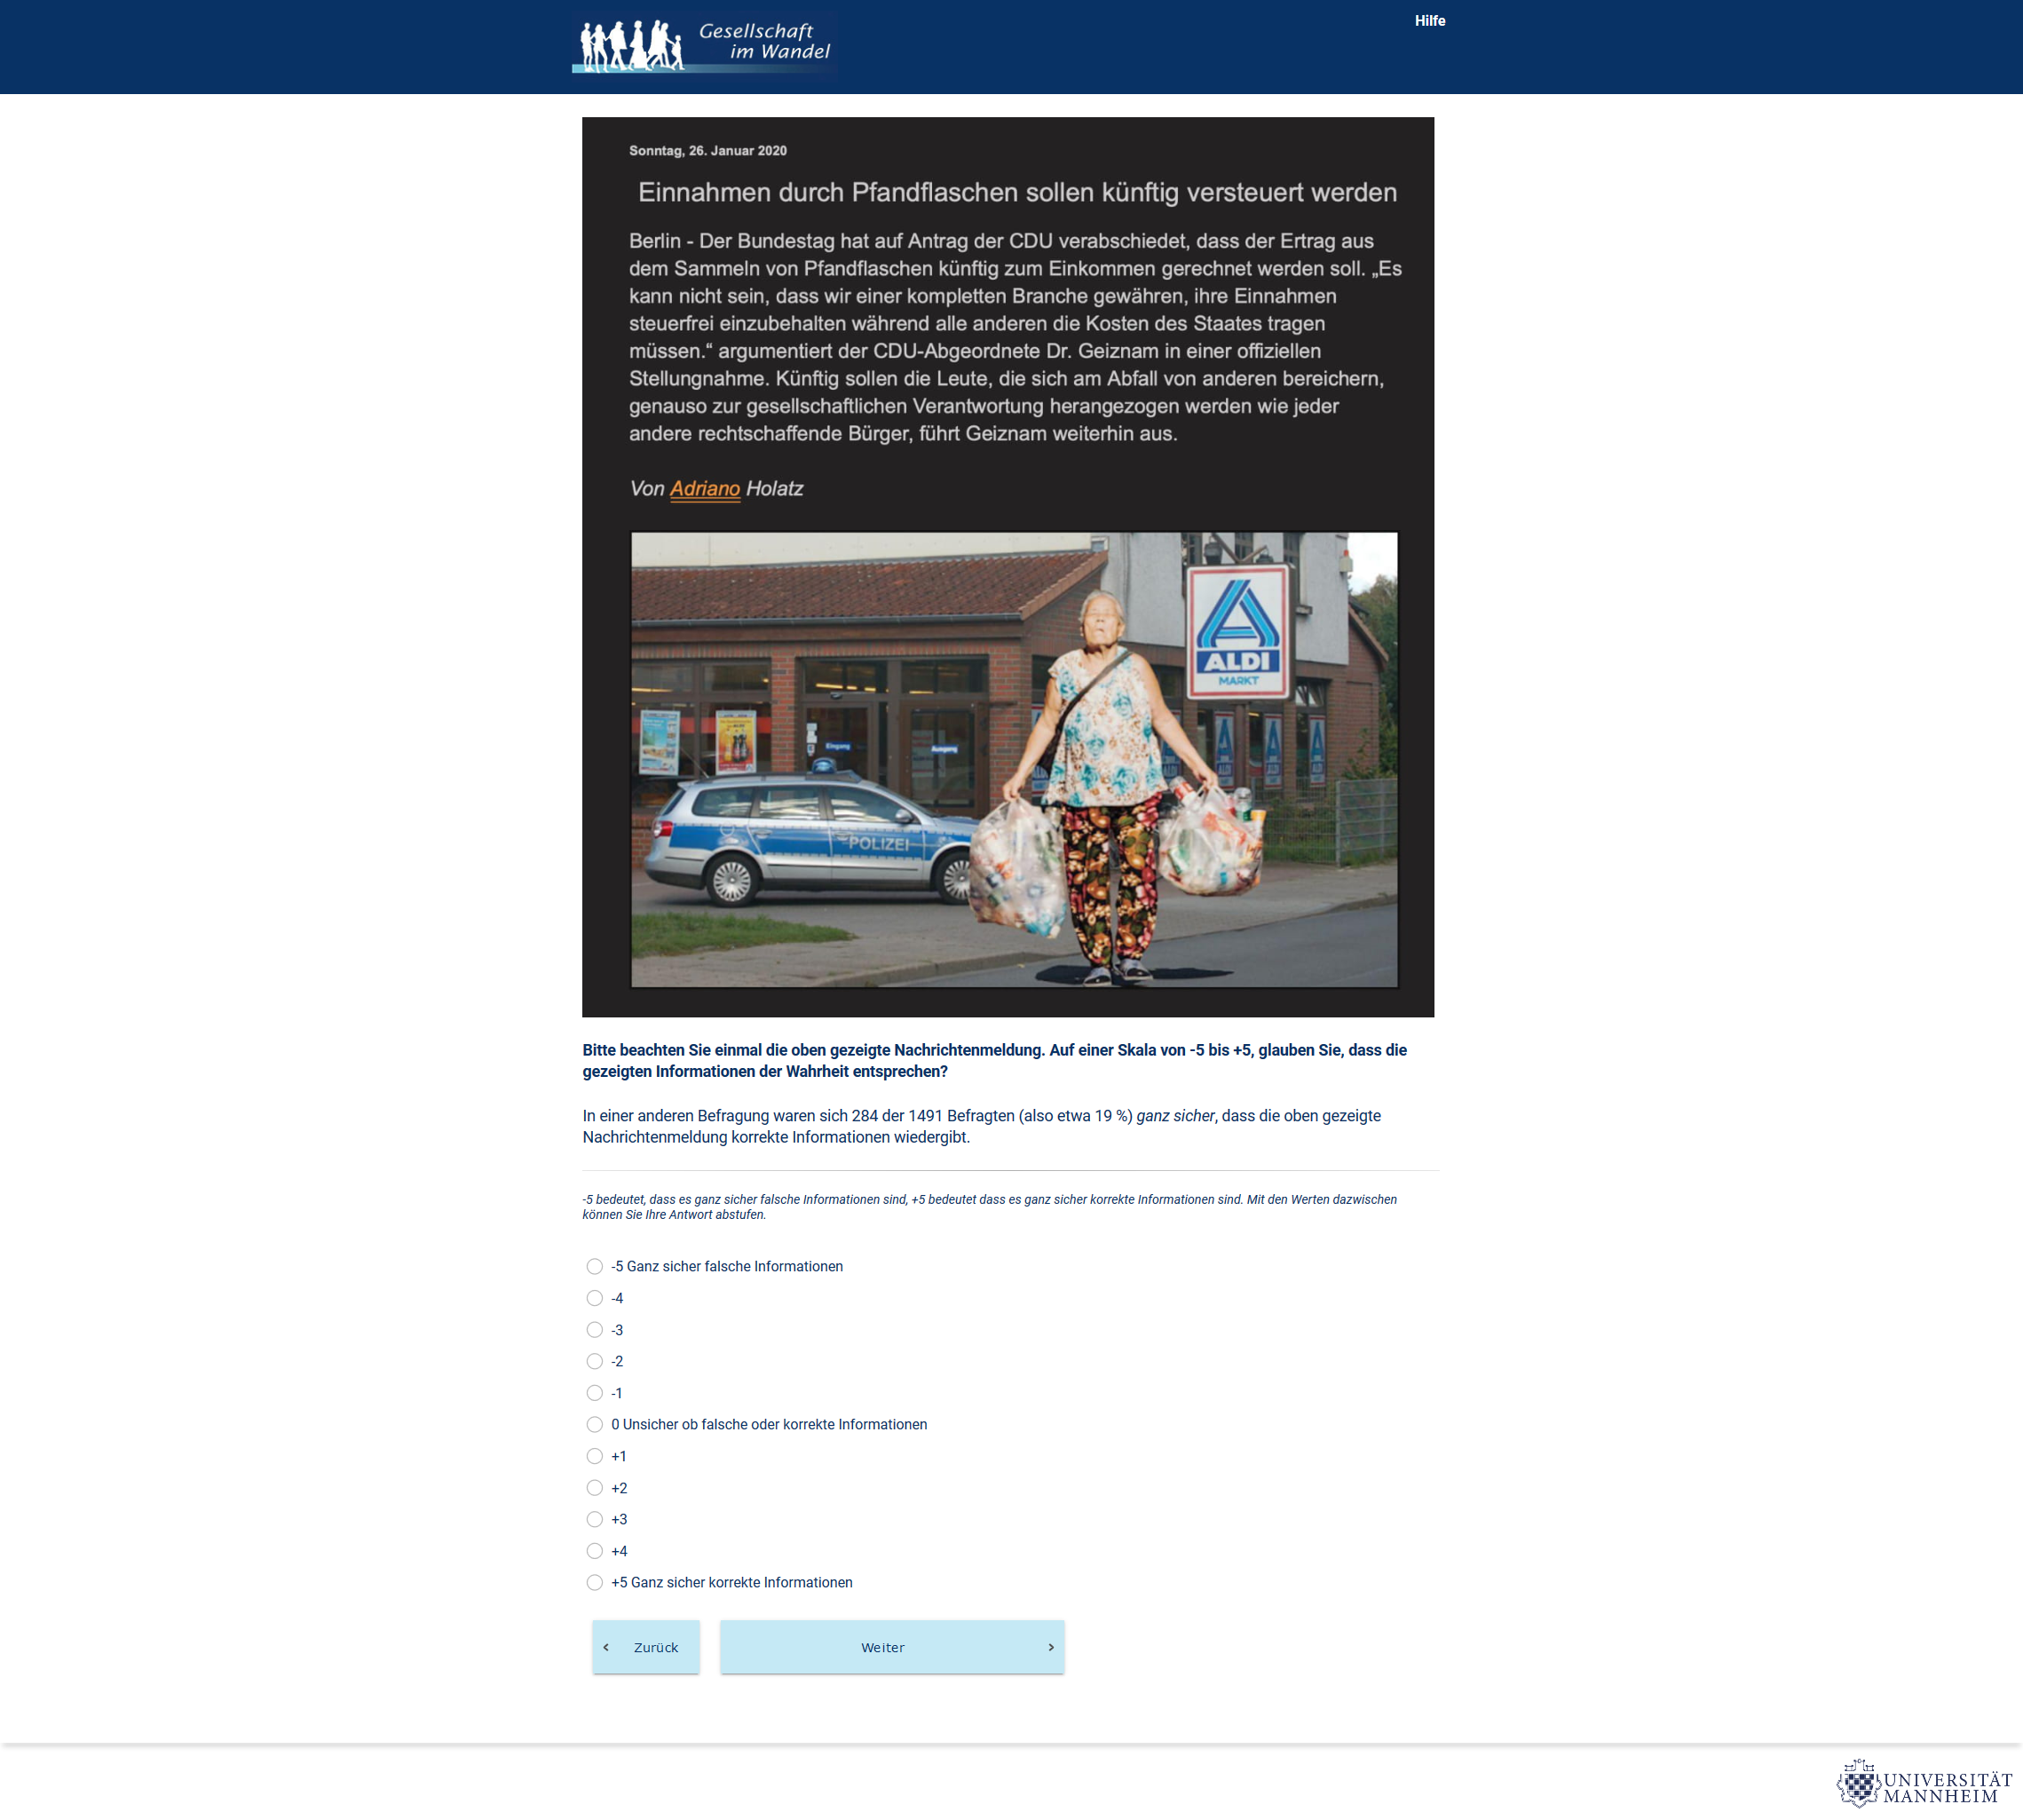 Gesellschaft
im Wandel
Hilfe
Sonntag, 26. Januar 2020
Einnahmen durch Pfandflaschen sollen künftig versteuert werden
Berlin - Der Bundestag hat auf Antrag der CDU verabschiedet, dass der Ertrag aus
dem Sammeln von Pfandflaschen künftig zum Einkommen gerechnet werden soll. „Es
kann nicht sein, dass wir einer kompletten Branche gewähren, ihre Einnahmen
steuerfrei einzubehalten während alle anderen die Kosten des Staates tragen
müssen.“ argumentiert der CDU-Abgeordnete Dr. Geiznam in einer offiziellen
Stellungnahme. Künftig sollen die Leute, die sich am Abfall von anderen bereichern,
genauso zur gesellschaftlichen Verantwortung herangezogen werden wie jeder
andere rechtschaffende Bürger, führt Geiznam weiterhin aus.
Von Adriano Holatz
ALDI
MARKT
Eingang
Ausgang
ALDI
ALDI
ALDI
POLIZEI
Bitte beachten Sie einmal die oben gezeigte Nachrichtenmeldung. Auf einer Skala von -5 bis +5, glauben Sie, dass die
gezeigten Informationen der Wahrheit entsprechen?
In einer anderen Befragung waren sich 284 der 1491 Befragten (also etwa 19 %) ganz sicher, dass die oben gezeigte
Nachrichtenmeldung korrekte Informationen wiedergibt.
-5 bedeutet, dass es ganz sicher falsche Informationen sind, +5 bedeutet dass es ganz sicher korrekte Informationen sind. Mit den Werten dazwischen
können Sie Ihre Antwort abstufen.
-5 Ganz sicher falsche Informationen
-4
-3
-2
-1
0 Unsicher ob falsche oder korrekte Informationen
+1
+2
+3
+4
+5 Ganz sicher korrekte Informationen
Zurück
Weiter
UNIVERSITÄT
MANNHEIM